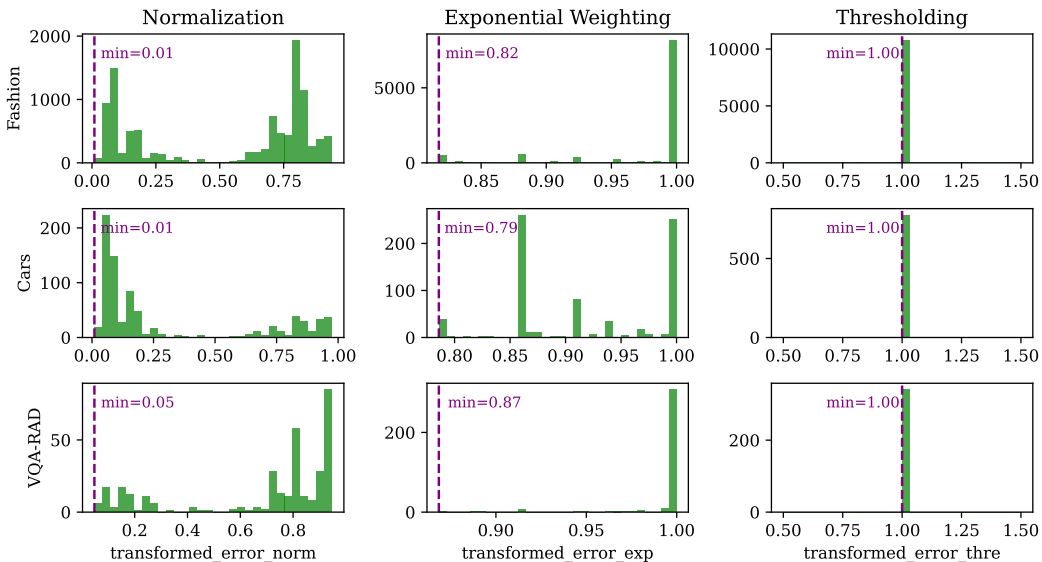 Normalization Exponential Weighting Thresholding
Fashion
2000
1000
0
min=0.01
0.00 0.25 0.50 0.75
5000
0
min=0.82
0.85 0.90 0.95 1.00
10000
5000
0
min=1.00
0.50 0.75 1.00 1.25 1.50
Cars
200
100
0
min=0.01
0.00 0.25 0.50 0.75 1.00
200
100
0
min=0.79
0.80 0.85 0.90 0.95 1.00
500
0
min=1.00
0.50 0.75 1.00 1.25 1.50
VQA-RAD
50
0
min=0.05
0.2 0.4 0.6 0.8
transformed_error_norm
200
0
min=0.87
0.90 0.95 1.00
transformed_error_exp
200
0
min=1.00
0.50 0.75 1.00 1.25 1.50
transformed_error_thre